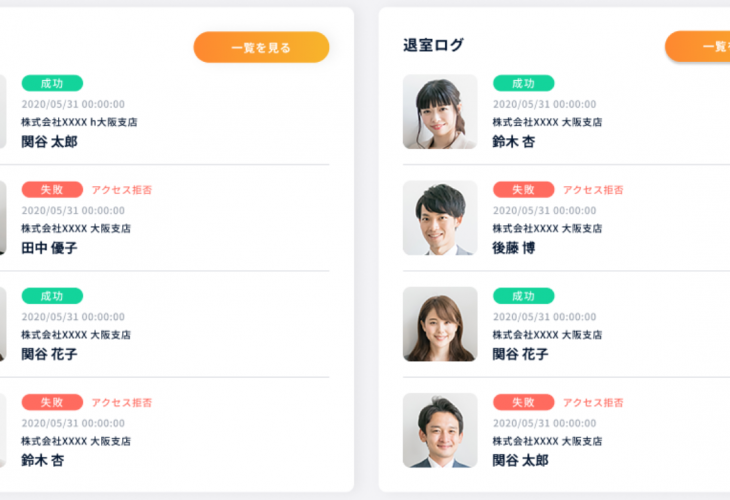 一覧を見る
成功
2020/05/31 00:00:00
株式会社XXXX h大阪支店
関谷 太郎
失敗 アクセス拒否
2020/05/31 00:00:00
株式会社XXXX 大阪支店
田中 優子
成功
2020/05/31 00:00:00
株式会社XXXX 大阪支店
関谷 花子
失敗 アクセス拒否
2020/05/31 00:00:00
株式会社XXXX 大阪支店
鈴木 杏
退室ログ
一覧
成功
2020/05/31 00:00:00
株式会社XXXX 大阪支店
鈴木 杏
失敗 アクセス拒否
2020/05/31 00:00:00
株式会社XXXX 大阪支店
後藤 博
成功
2020/05/31 00:00:00
株式会社XXXX 大阪支店
関谷 花子
失敗 アクセス拒否
2020/05/31 00:00:00
株式会社XXXX 大阪支店
関谷 太郎